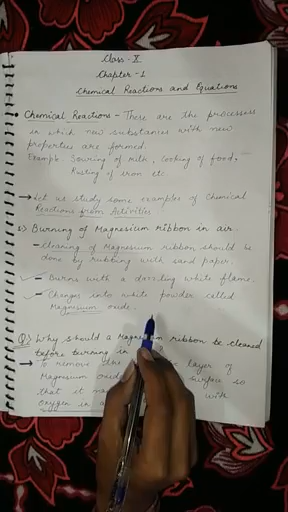 Class - X
Chapter - 1
Chemical Reactions and Equations
Chemical Reactions - These are the processes
in which new substances with new
properties are formed.
Exampl. Souring of milk, Cooking of food,
Rusting of iron etc.
→ Let us study some examples of Chemical
Reactions from Activities
Burning of Magnesium ribbon in air.
- Cleaning of Magnesium ribbon should be
done by rubbing with sand paper.
- Burns with a dazzling white flame.
- Changes into white powder called
Magnesium oxide.
Q Why should a Magnesium ribbon be cleaned
before burning in
→ To remove the layer of
Magnesium surface so
that it with
oxygen in